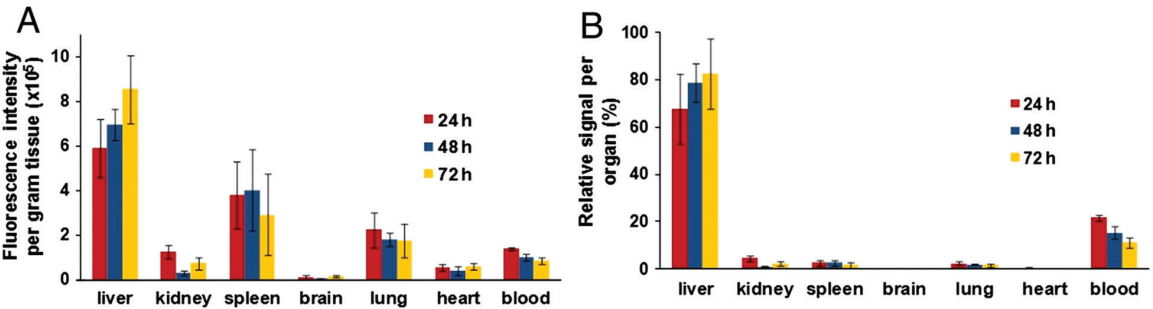 A
Fluorescence intensity
per gram tissue (x10⁵)
10
8
6
4
2
0
24 h
48 h
72 h
liver kidney spleen brain lung heart blood
B
Relative signal per
organ (%)
100
80
60
40
20
0
24 h
48 h
72 h
liver kidney spleen brain lung heart blood